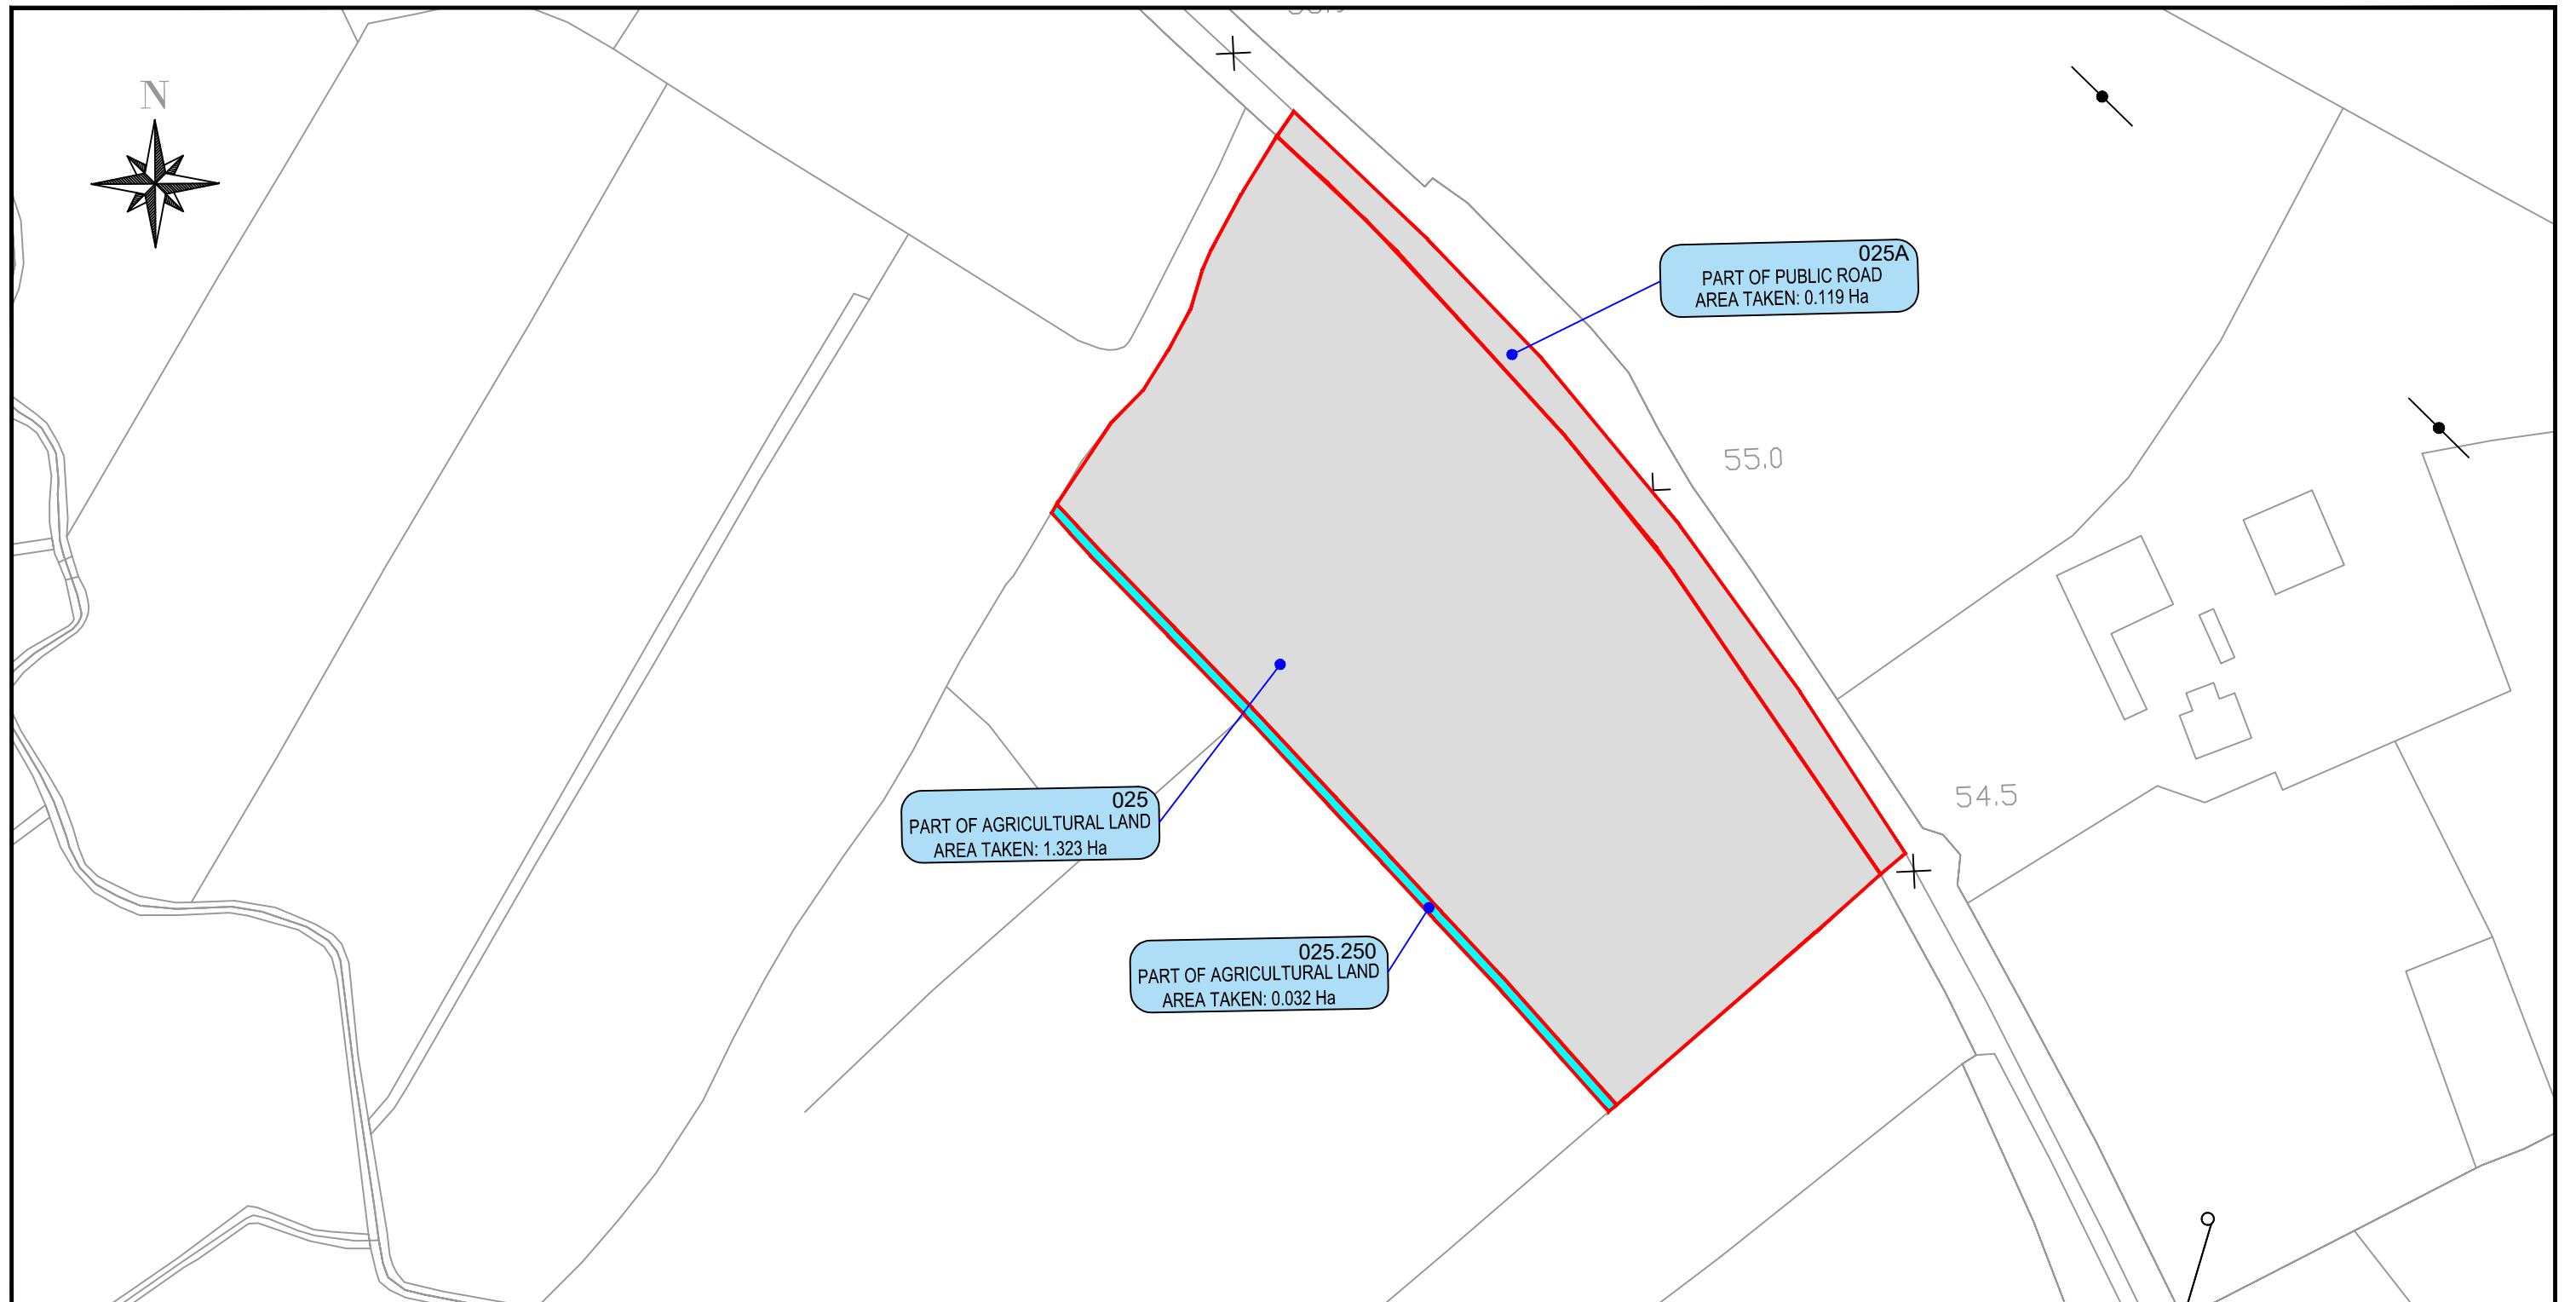 N
025A
PART OF PUBLIC ROAD
AREA TAKEN: 0.119 Ha
55.0
54.5
025
PART OF AGRICULTURAL LAND
AREA TAKEN: 1.323 Ha
025.250
PART OF AGRICULTURAL LAND
AREA TAKEN: 0.032 Ha